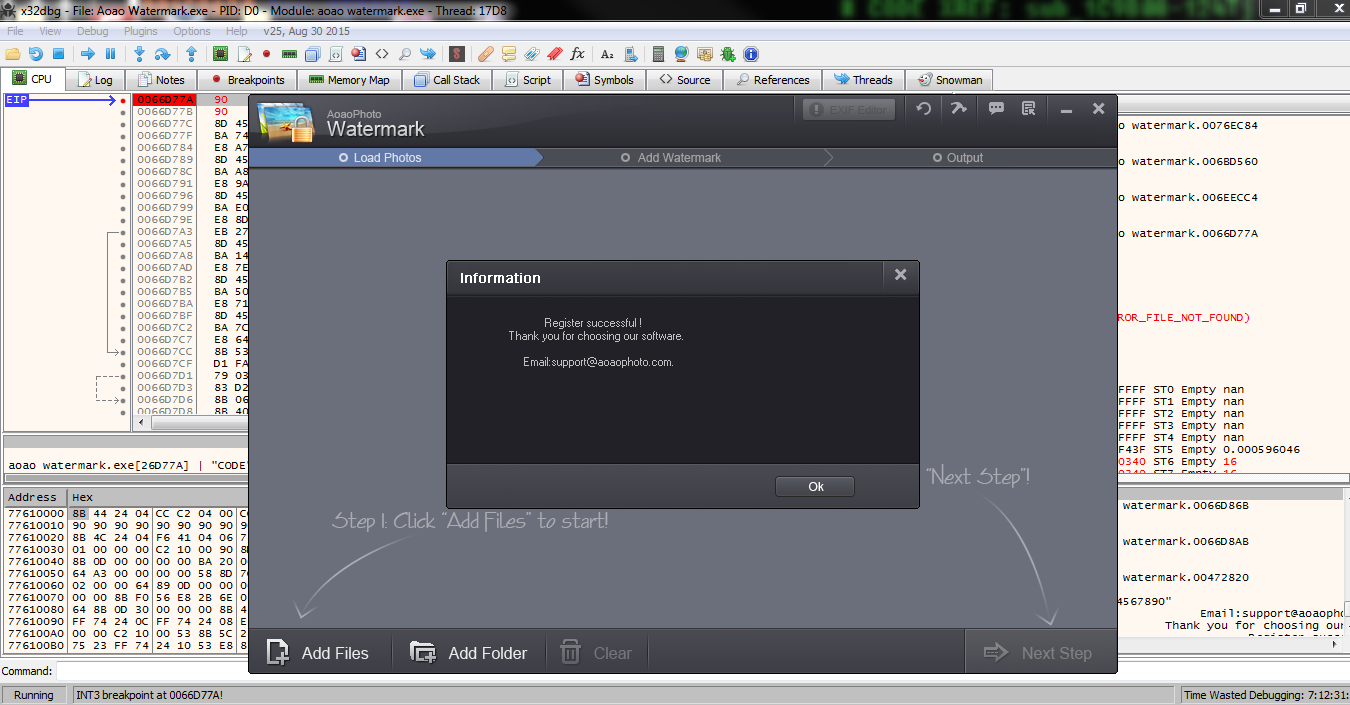 x32dbg - File: Aoao Watermark.exe - PID: D0 - Module: aoao watermark.exe - Thread: 17D8
File View Debug Plugins Options Help v25, Aug 30 2015
CPU Log Notes Breakpoints Memory Map Call Stack Script Symbols Source References Threads Snowman
EIP
0066D77A 90
0066D77B 90
0066D77C 8D 45
0066D77F BA 74
0066D784 E8 A7
0066D789 8D 45
0066D78C BA A8
0066D791 E8 9A
0066D796 8D 45
0066D799 BA E0
0066D79E E8 8D
0066D7A3 EB 27
0066D7A5 8D 45
0066D7A8 BA 14
0066D7AD E8 7E
0066D7B2 8D 45
0066D7B5 BA 50
0066D7BA E8 71
0066D7BF 8D 45
0066D7C2 BA 7C
0066D7C7 E8 64
0066D7CC 8B 53
0066D7CF D1 FA
0066D7D1 79 03
0066D7D3 83 D2
0066D7D6 8B 06
0066D7D8 8B 40
AoaoPhoto
Watermark
EXIF Editor
Load Photos
Add Watermark
Output
Information
Register successful !
Thank you for choosing our software.
Email:support@aoaophoto.com.
Ok
Step 1: Click "Add Files" to start!
"Next Step"!
Add Files
Add Folder
Clear
Next Step
o watermark.0076EC84
o watermark.006BD560
o watermark.006EECC4
o watermark.0066D77A
ROR_FILE_NOT_FOUND)
FFFF ST0 Empty nan
FFFF ST1 Empty nan
FFFF ST2 Empty nan
FFFF ST3 Empty nan
FFFF ST4 Empty nan
F43F ST5 Empty 0.000596046
0340 ST6 Empty 16
0340 ST7 Empty 16
aoao watermark.exe[26D77A] | "CODE"
Address Hex
77610000 8B 44 24 04 CC C2 04 00
77610010 90 90 90 90 90 90 90 90 90
77610020 8B 4C 24 04 F6 41 04 06
77610030 01 00 00 00 C2 10 00 90
77610040 8B 0D 00 00 00 00 BA 20
77610050 64 A3 00 00 00 00 58 8D
77610060 02 00 00 64 89 0D 00 00
77610070 00 00 8B F0 56 E8 2B 6E
77610080 64 8B 0D 30 00 00 00 8B
77610090 FF 74 24 0C FF 74 24 08
776100A0 00 00 C2 10 00 53 8B 5C
776100B0 75 23 FF 74 24 10 53 E8
watermark.0066D86B
watermark.0066D8AB
watermark.00472820
4567890"
Email:support@aoaopho
Thank you for choosing our
Command:
Running
INT3 breakpoint at 0066D77A!
Time Wasted Debugging: 7:12:31: